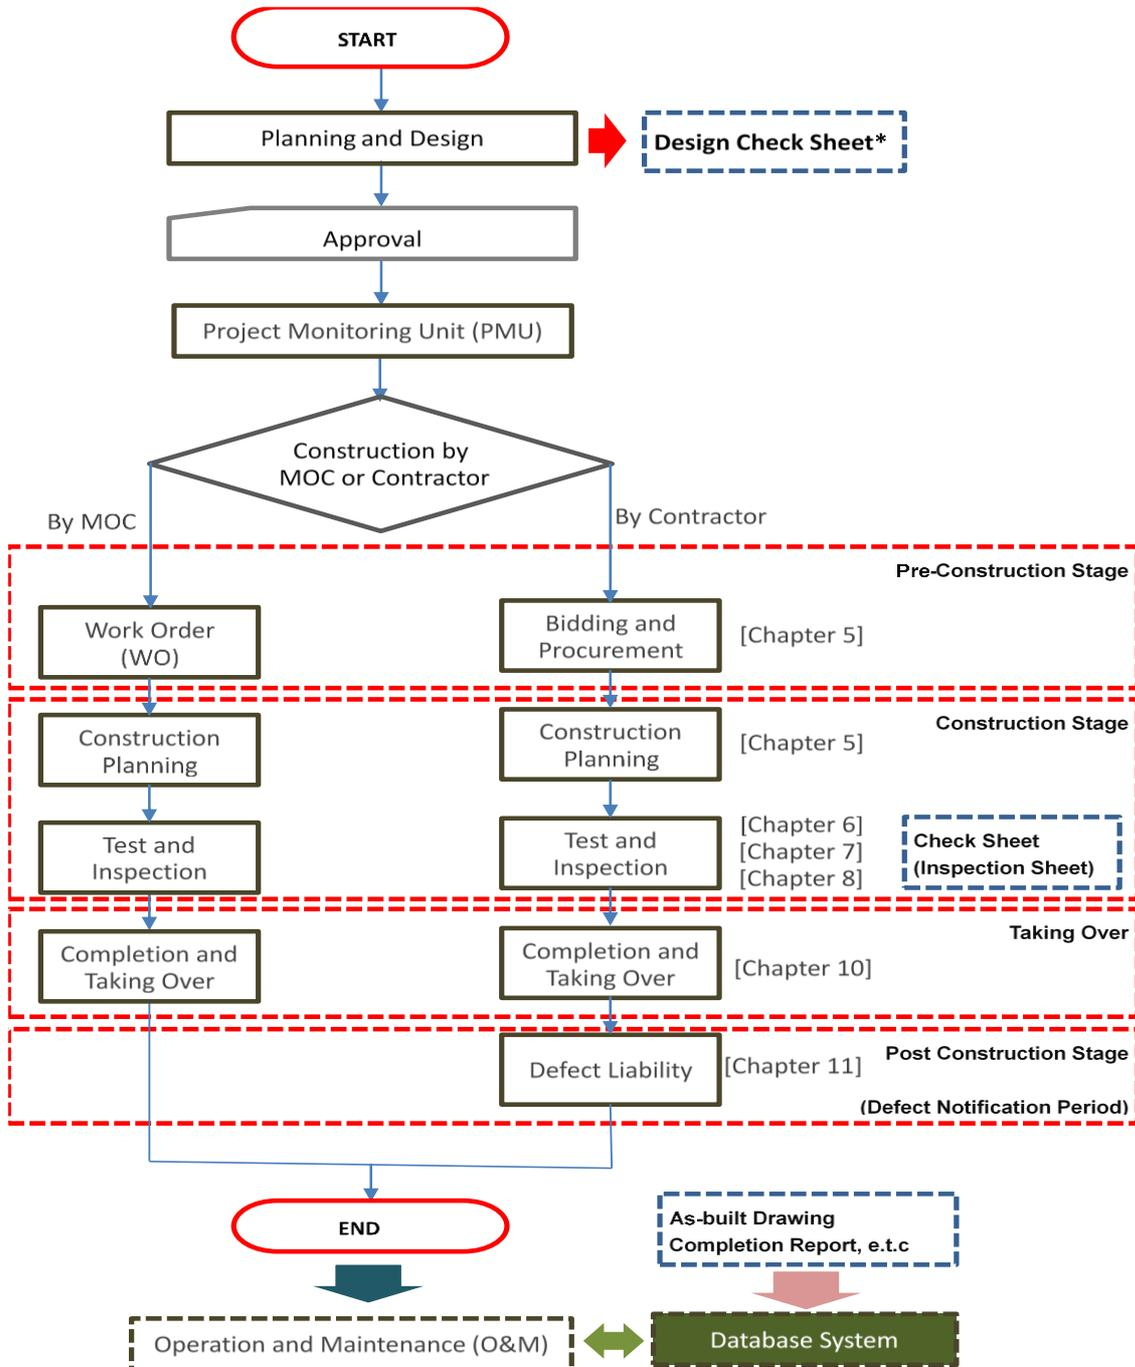 START
Planning and Design
Design Check Sheet*
Approval
Project Monitoring Unit (PMU)
Construction by
MOC or Contractor
By MOC
By Contractor
Pre-Construction Stage
Work Order
(WO)
Bidding and
Procurement
[Chapter 5]
Construction Stage
Construction
Planning
Construction
Planning
[Chapter 5]
Test and
Inspection
Test and
Inspection
[Chapter 6]
[Chapter 7]
[Chapter 8]
Check Sheet
(Inspection Sheet)
Taking Over
Completion and
Taking Over
Completion and
Taking Over
[Chapter 10]
Post Construction Stage
Defect Liability
[Chapter 11]
(Defect Notification Period)
END
As-built Drawing
Completion Report, e.t.c
Operation and Maintenance (O&M)
Database System